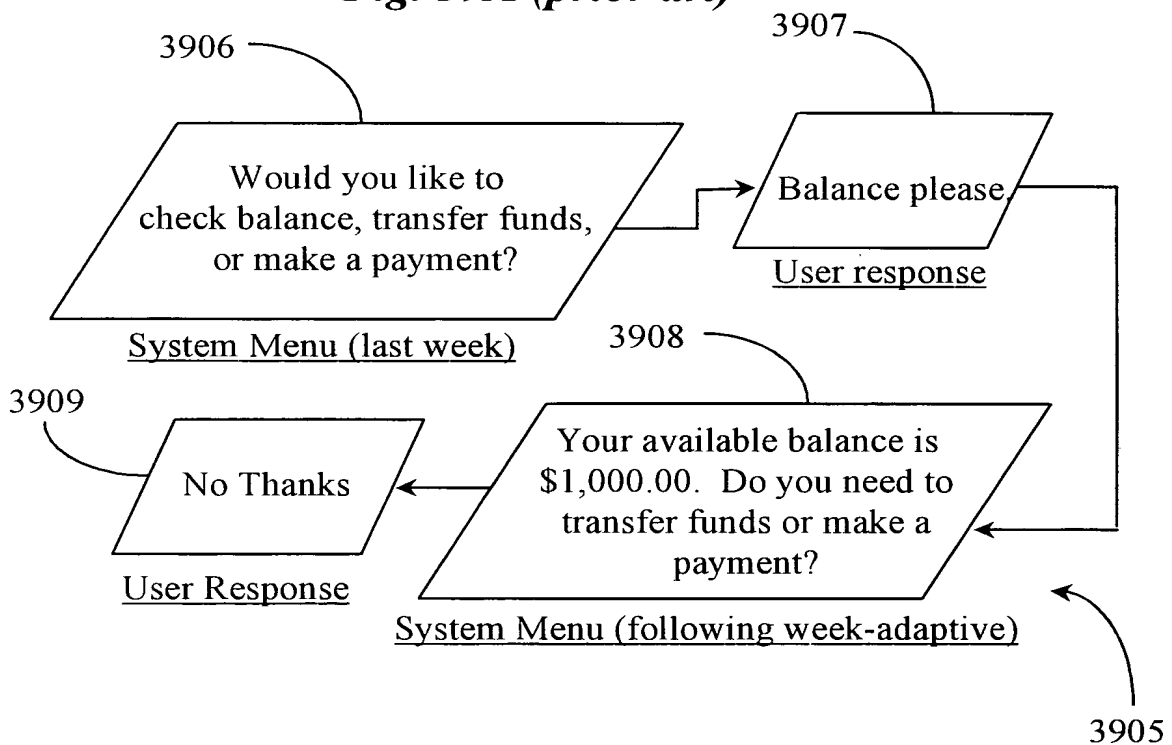 3906
3907
Would you like to
check balance, transfer funds,
or make a payment?
Balance please.
User response
System Menu (last week)
3908
3909
Your available balance is
$1,000.00. Do you need to
transfer funds or make a
payment?
No Thanks
User Response
System Menu (following week-adaptive)
3905